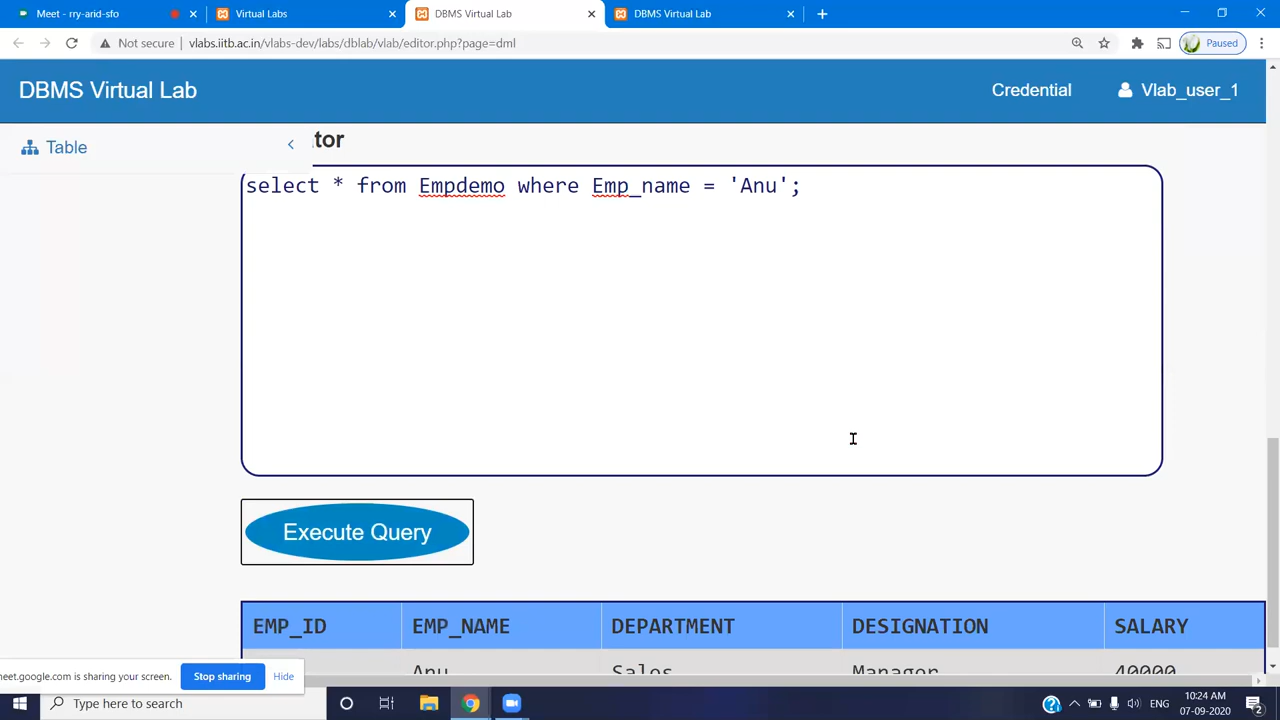 Meet - rry-arid-sfo
Virtual Labs
DBMS Virtual Lab
DBMS Virtual Lab
Not secure
vlabs.iitb.ac.in/vlabs-dev/labs/dblab/vlab/editor.php?page=dml
Paused
DBMS Virtual Lab
Credential
Vlab_user_1
Table
tor
select * from Empdemo where Emp_name = 'Anu';
Execute Query
EMP_ID EMP_NAME DEPARTMENT DESIGNATION SALARY
Anu Sales Manager 40000
neet.google.com is sharing your screen.
Stop sharing
Hide
Type here to search
ENG
10:24 AM
07-09-2020
2